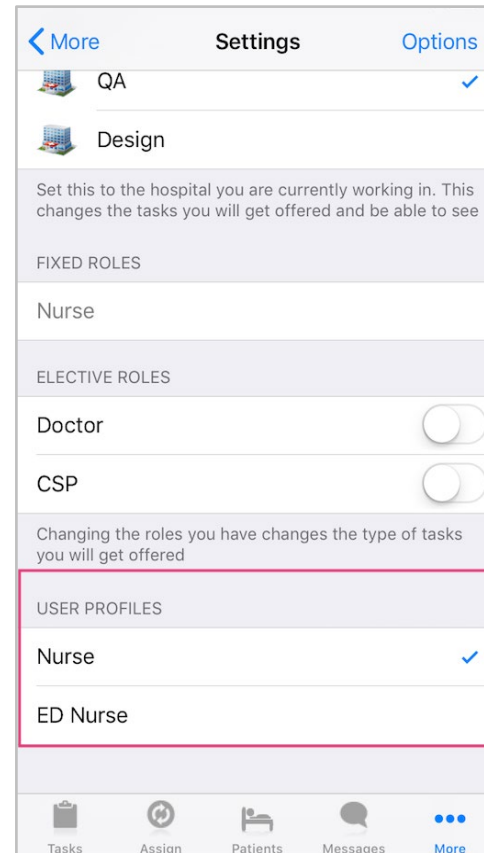 More Settings Options
QA
Design
Set this to the hospital you are currently working in. This
changes the tasks you will get offered and be able to see
FIXED ROLES
Nurse
ELECTIVE ROLES
Doctor
CSP
Changing the roles you have changes the type of tasks
you will get offered
USER PROFILES
Nurse
ED Nurse
Tasks Assign Patients Messages More